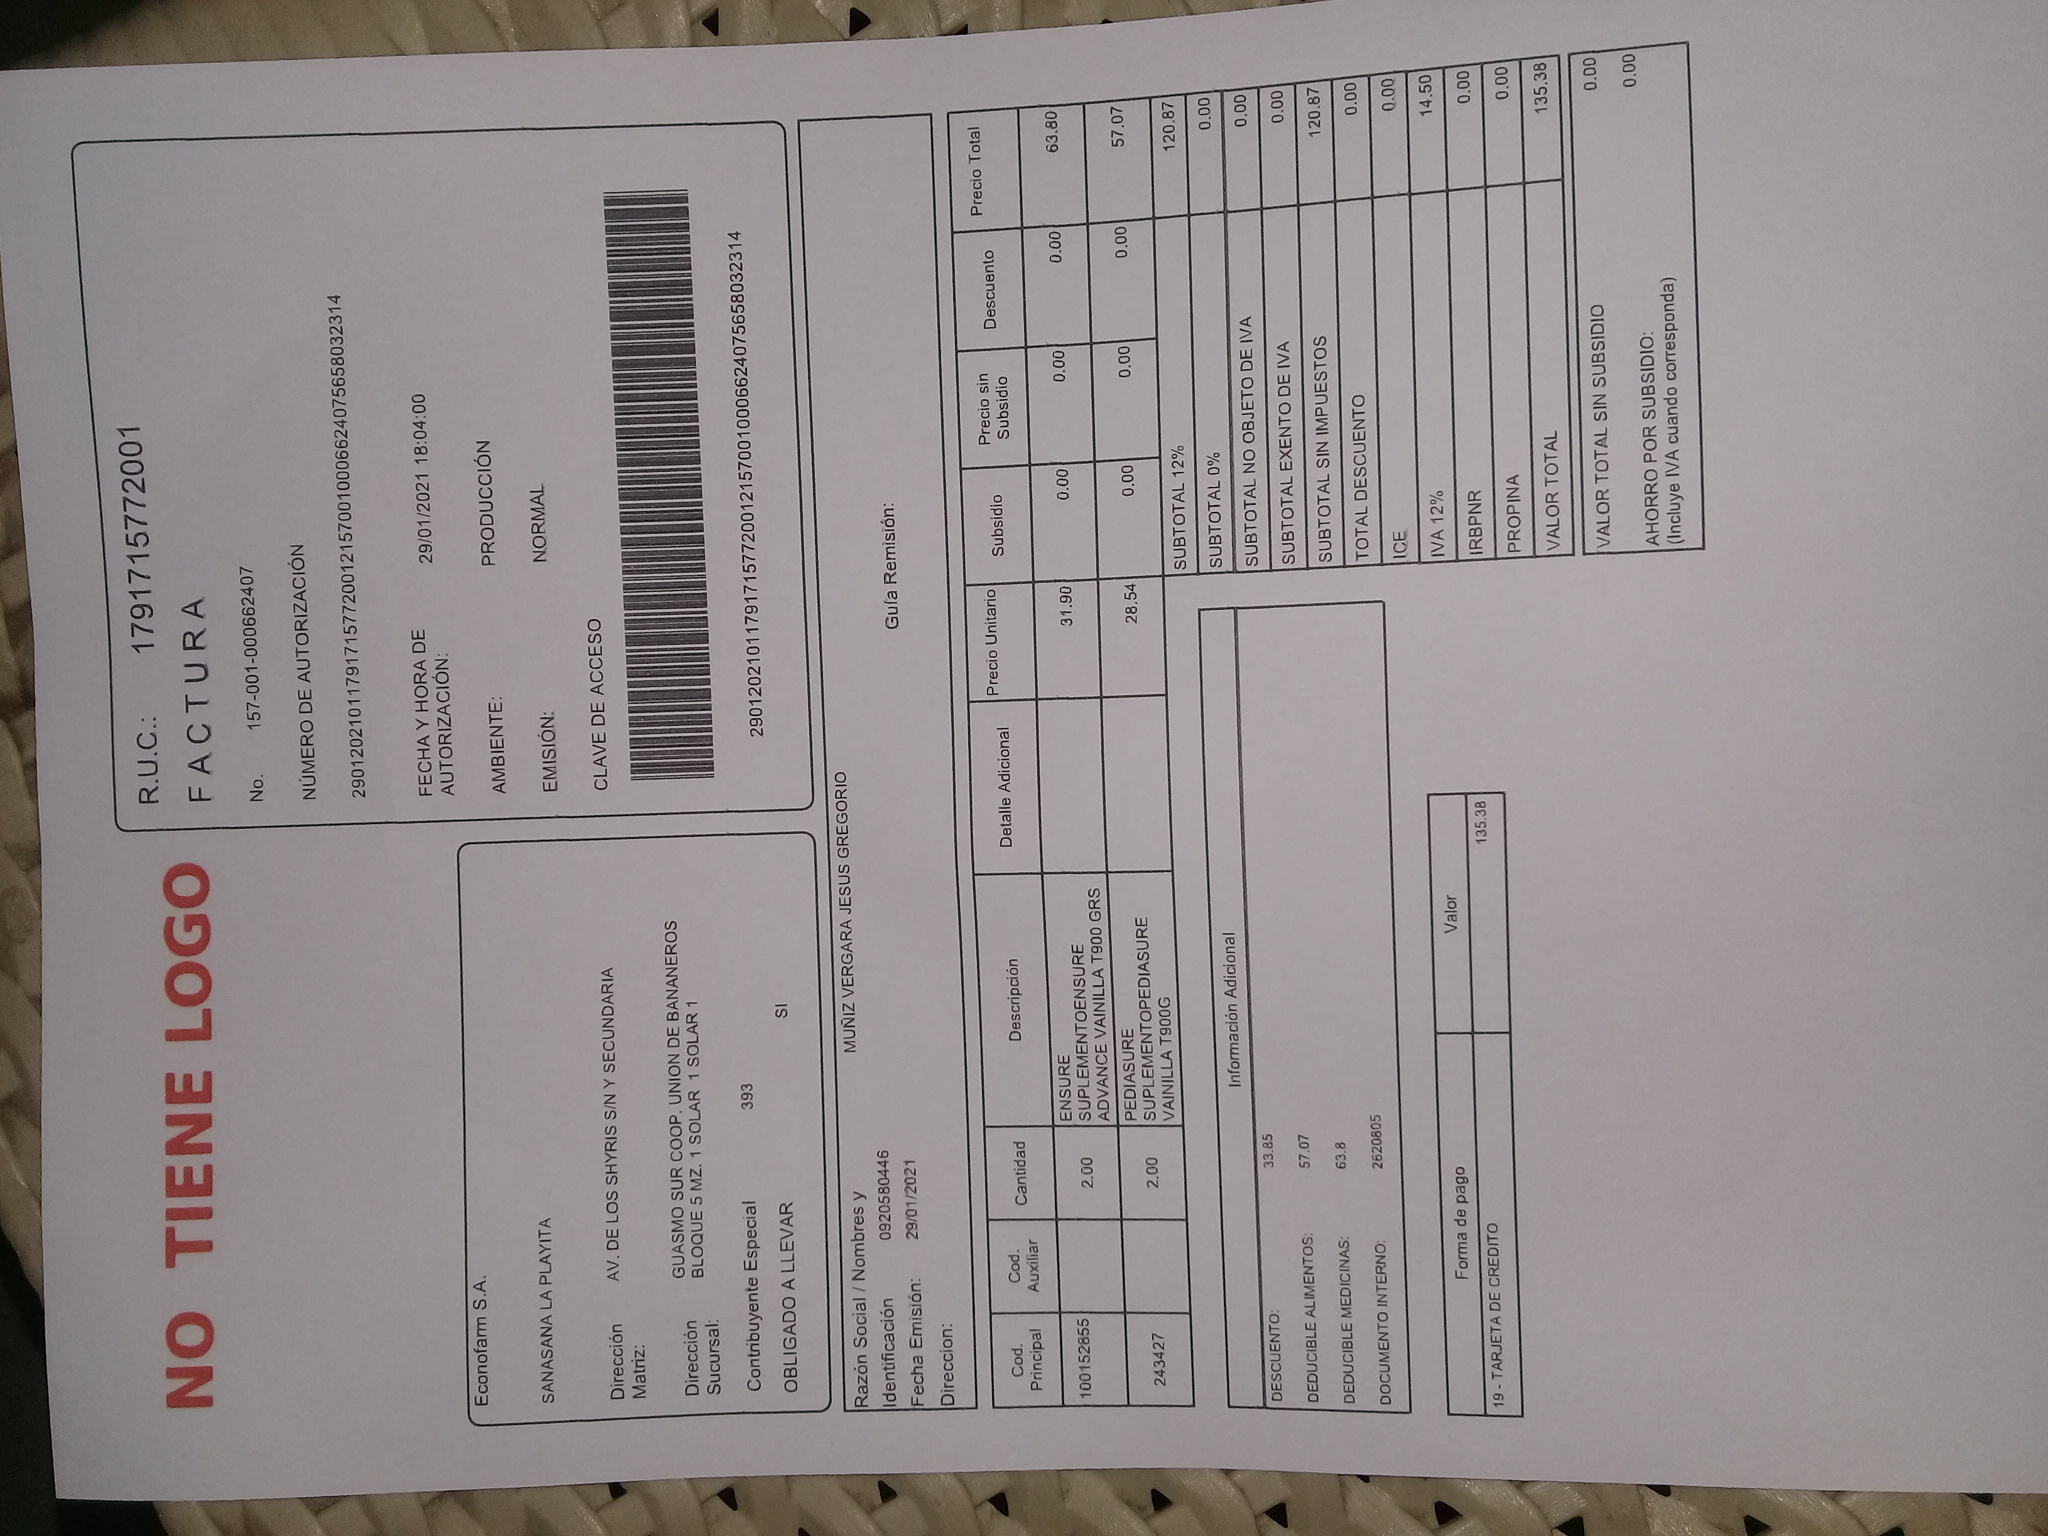 NO TIENE LOGO
R.U.C.: 1791715772001
FACTURA
No. 157-001-000662407
NÚMERO DE AUTORIZACIÓN
2901202101179171577200121570010006624075658032314
FECHA Y HORA DE
AUTORIZACIÓN: 29/01/2021 18:04:00
AMBIENTE: PRODUCCIÓN
EMISIÓN: NORMAL
CLAVE DE ACCESO
2901202101179171577200121570010006624075658032314
Econofarm S.A.
SANASANA LA PLAYITA
Dirección
Matriz: AV. DE LOS SHYRIS S/N Y SECUNDARIA
Dirección
Sucursal: GUASMO SUR COOP. UNION DE BANANEROS
BLOQUE 5 MZ. 1 SOLAR 1 SOLAR 1
Contribuyente Especial 393
OBLIGADO A LLEVAR SI
Razón Social / Nombres y MUÑIZ VERGARA JESUS GREGORIO
Identificación 0920580446
Guía Remisión:
Fecha Emisión: 29/01/2021
Direccion:
Cod.
Principal
Cod.
Auxiliar
Cantidad
Descripción
Detalle Adicional
Precio Unitario
Subsidio
Precio sin
Subsidio
Descuento
Precio Total
100152855
2.00
ENSURE
SUPLEMENTOENSURE
ADVANCE VAINILLA T900 GRS
31.90
0.00
0.00
0.00
63.80
243427
2.00
PEDIASURE
SUPLEMENTOPEDIASURE
VAINILLA T900G
28.54
0.00
0.00
0.00
57.07
SUBTOTAL 12% 120.87
SUBTOTAL 0% 0.00
SUBTOTAL NO OBJETO DE IVA 0.00
SUBTOTAL EXENTO DE IVA 0.00
SUBTOTAL SIN IMPUESTOS 120.87
TOTAL DESCUENTO 0.00
ICE 0.00
IVA 12% 14.50
IRBPNR 0.00
PROPINA 0.00
VALOR TOTAL 135.38
VALOR TOTAL SIN SUBSIDIO 0.00
AHORRO POR SUBSIDIO: 0.00
(Incluye IVA cuando corresponda)
Información Adicional
DESCUENTO: 33.85
DEDUCIBLE ALIMENTOS: 57.07
DEDUCIBLE MEDICINAS: 63.8
DOCUMENTO INTERNO: 2620805
Forma de pago Valor
19 - TARJETA DE CREDITO 135.38